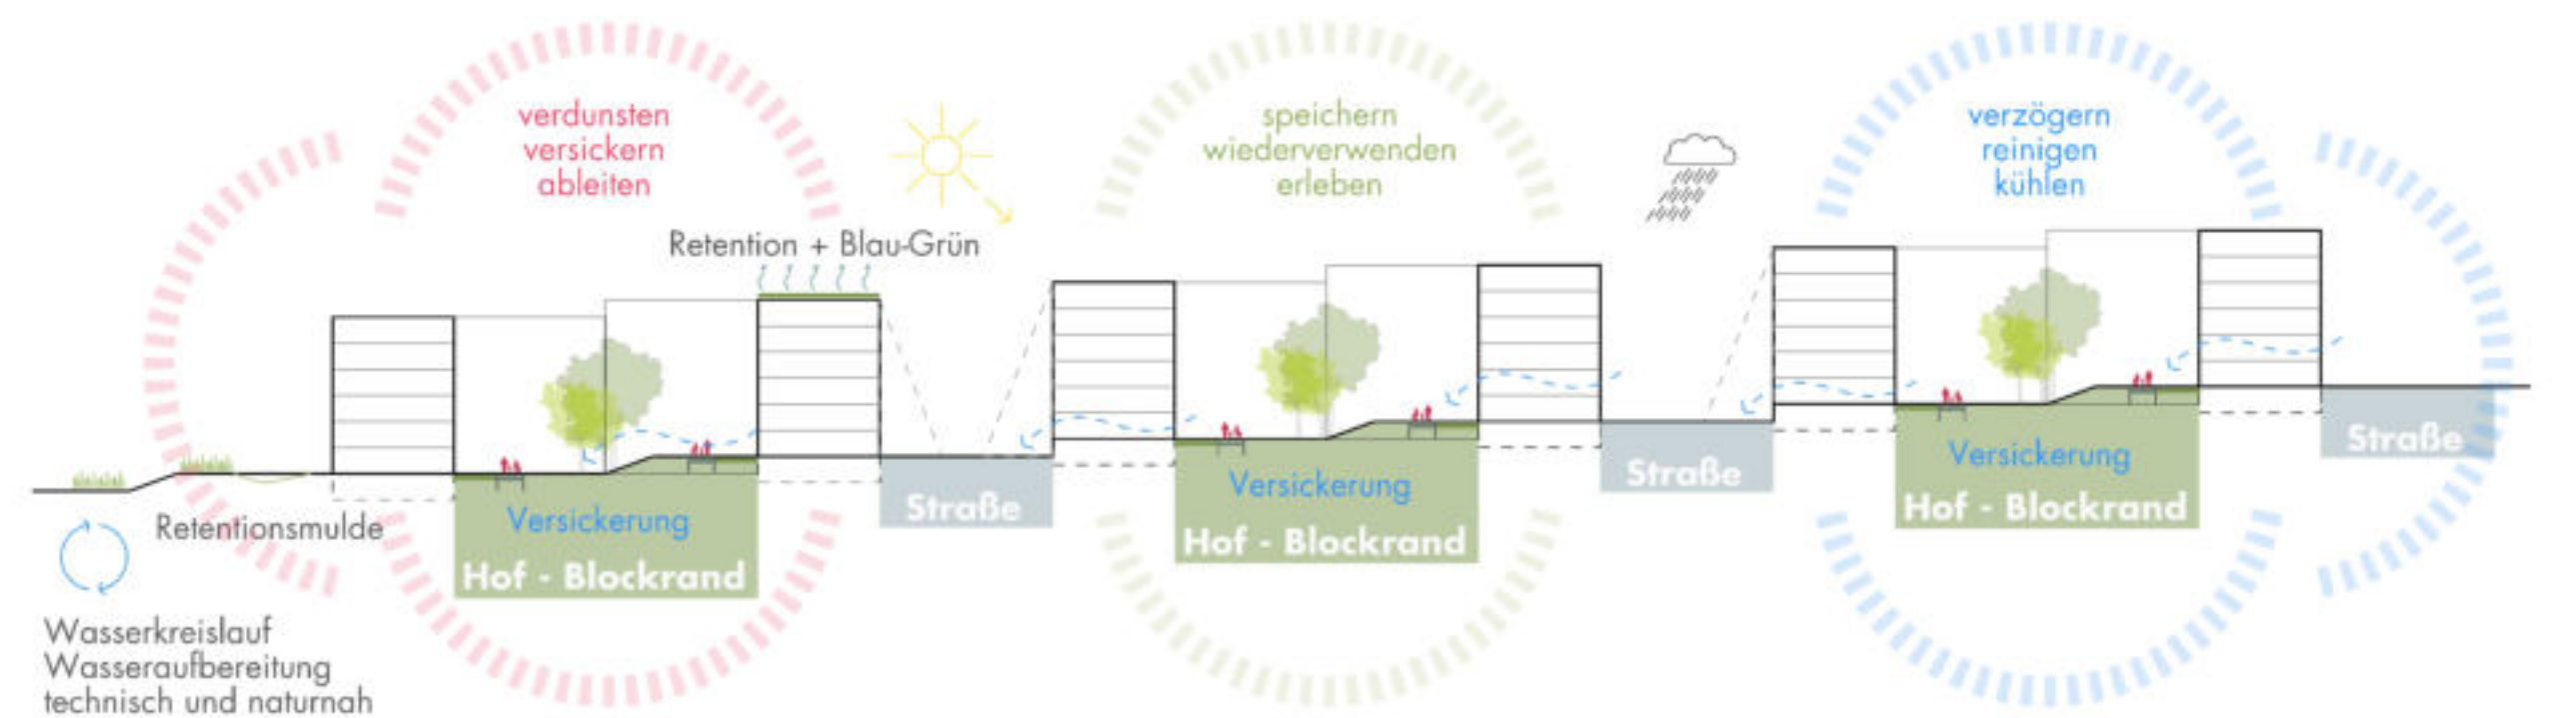 verdunsten
versickern
ableiten
speichern
wiederverwenden
erleben
verzögern
reinigen
kühlen
Retention + Blau-Grün
Retentionsmulde
Versickerung
Hof - Blockrand
Straße
Versickerung
Hof - Blockrand
Straße
Versickerung
Hof - Blockrand
Straße
Wasserkreislauf
Wasseraufbereitung
technisch und naturnah